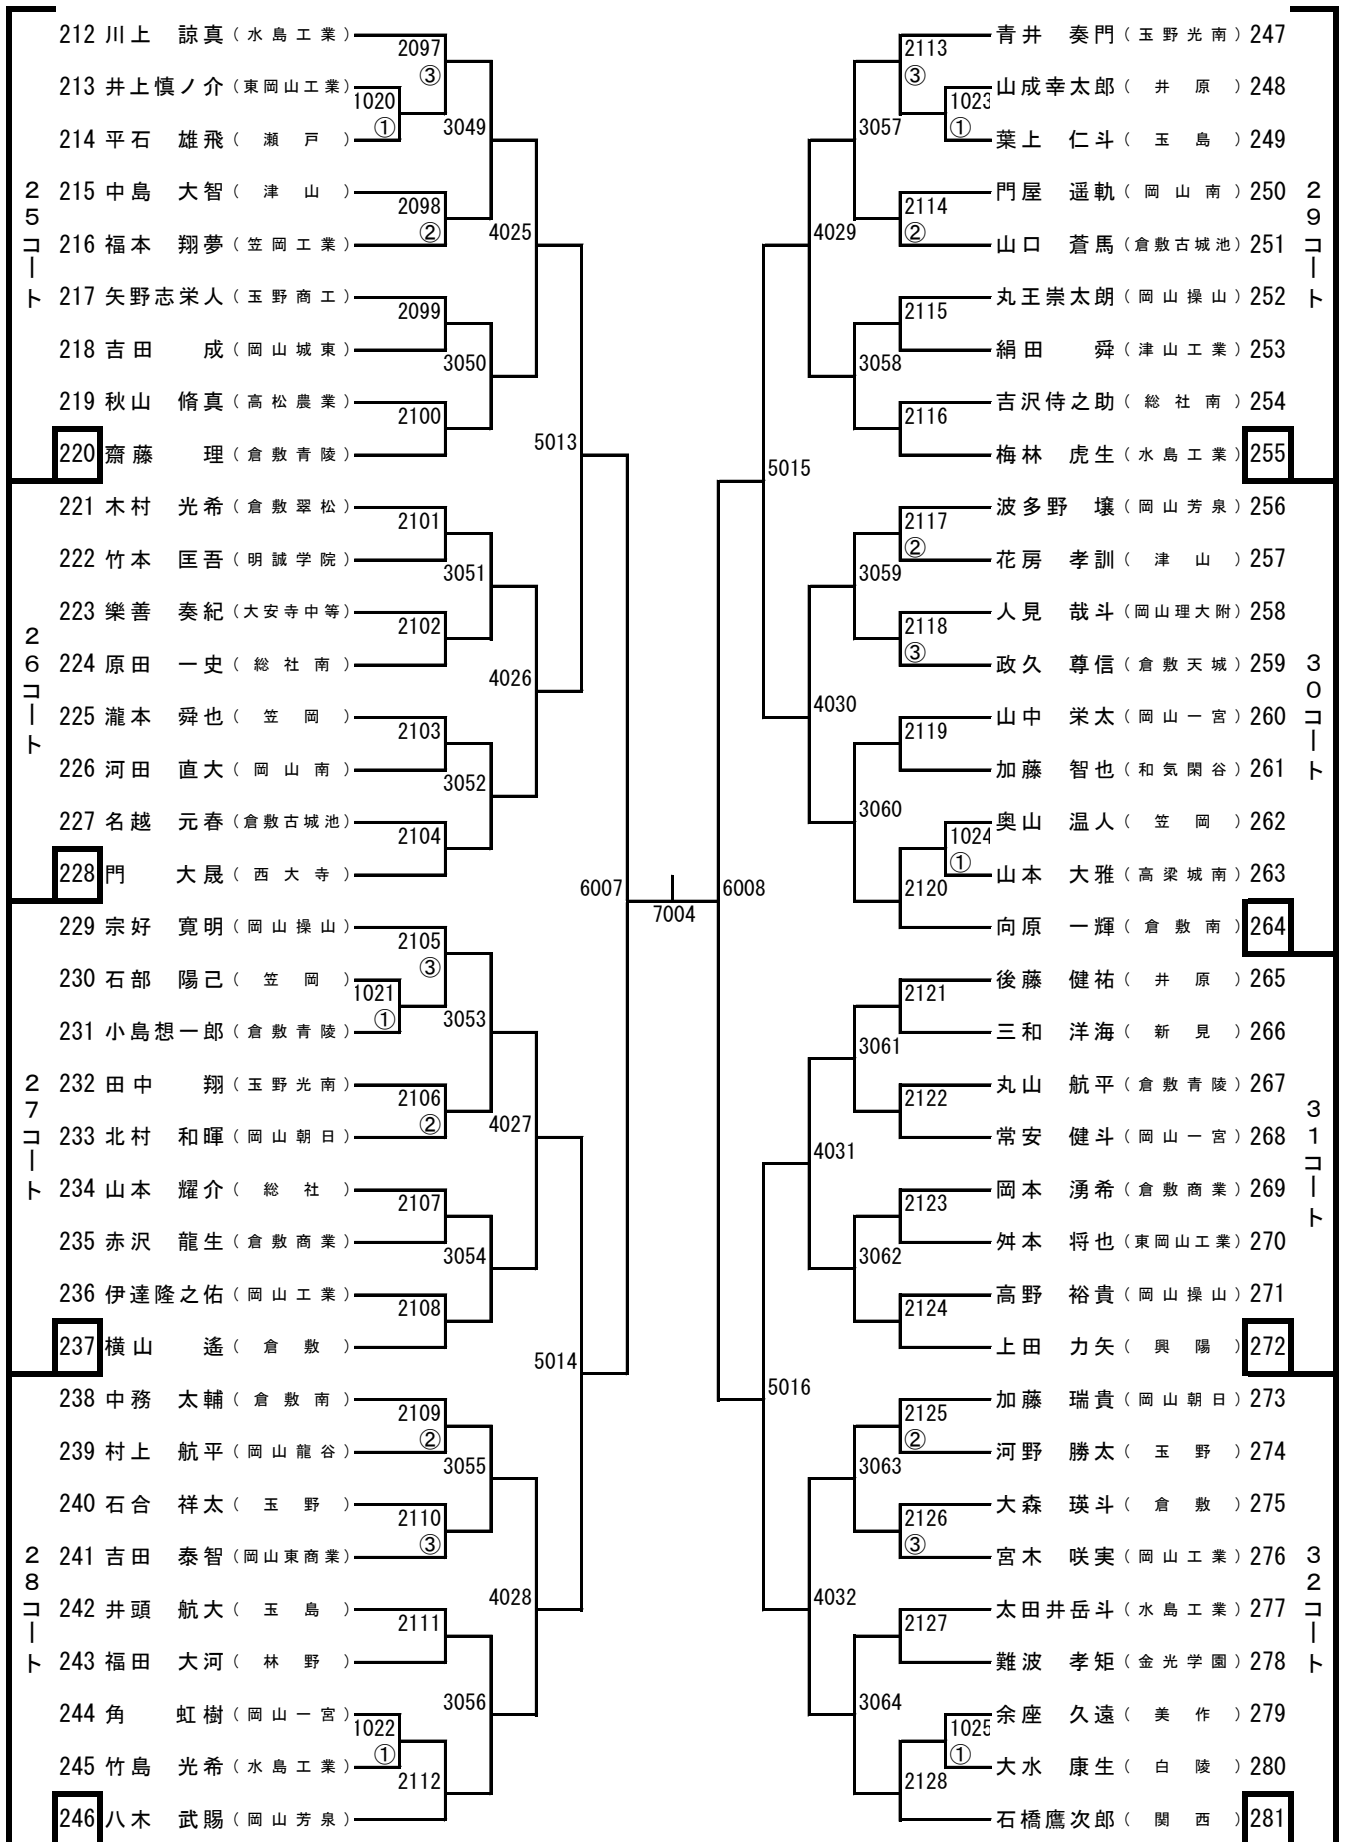 25コート
212 川上 諒真 (水島工業)
213 井上慎ノ介 (東岡山工業)
214 平石 雄飛 (瀬戸)
215 中島 大智 (津山)
216 福本 翔夢 (笠岡工業)
217 矢野志栄人 (玉野商工)
218 吉田 成 (岡山城東)
219 秋山 脩真 (高松農業)
220 齋藤 理 (倉敷青陵)
26コート
221 木村 光希 (倉敷翠松)
222 竹本 匡吾 (明誠学院)
223 樂善 奏紀 (大安寺中等)
224 原田 一史 (総社南)
225 瀧本 舜也 (笠岡)
226 河田 直大 (岡山南)
227 名越 元春 (倉敷古城池)
228 門 大晟 (西大寺)
27コート
229 宗好 寛明 (岡山操山)
230 石部 陽己 (笠岡)
231 小島想一郎 (倉敷青陵)
232 田中 翔 (玉野光南)
233 北村 和暉 (岡山朝日)
234 山本 耀介 (総社)
235 赤沢 龍生 (倉敷商業)
236 伊達隆之佑 (岡山工業)
237 横山 遙 (倉敷)
28コート
238 中務 太輔 (倉敷南)
239 村上 航平 (岡山龍谷)
240 石合 祥太 (玉野)
241 吉田 泰智 (岡山東商業)
242 井頭 航大 (玉島)
243 福田 大河 (林野)
244 角 虹樹 (岡山一宮)
245 竹島 光希 (水島工業)
246 八木 武賜 (岡山芳泉)
1020 ①
1021 ①
1022 ①
2097 ③
2098 ②
2099
2100
2101
2102
2103
2104
2105 ③
2106 ②
2107
2108
2109 ②
2110 ③
2111
2112
3049
3050
3051
3052
3053
3054
3055
3056
4025
4026
4027
4028
5013
5014
6007
7004
6008
5015
5016
4029
4030
4031
4032
3057
3058
3059
3060
3061
3062
3063
3064
2113 ③
2114 ②
2115
2116
2117 ②
2118 ③
2119
2120
2121
2122
2123
2124
2125 ②
2126 ③
2127
2128
1023 ①
1024 ①
1025 ①
29コート
青井 奏門 (玉野光南) 247
山成幸太郎 (井原) 248
葉上 仁斗 (玉島) 249
門屋 遥軌 (岡山南) 250
山口 蒼馬 (倉敷古城池) 251
丸王崇太朗 (岡山操山) 252
絹田 舜 (津山工業) 253
吉沢侍之助 (総社南) 254
梅林 虎生 (水島工業) 255
30コート
波多野 壌 (岡山芳泉) 256
花房 孝訓 (津山) 257
人見 哉斗 (岡山理大附) 258
政久 尊信 (倉敷天城) 259
山中 栄太 (岡山一宮) 260
加藤 智也 (和気閑谷) 261
奥山 温人 (笠岡) 262
山本 大雅 (高梁城南) 263
向原 一輝 (倉敷南) 264
31コート
後藤 健祐 (井原) 265
三和 洋海 (新見) 266
丸山 航平 (倉敷青陵) 267
常安 健斗 (岡山一宮) 268
岡本 湧希 (倉敷商業) 269
舛本 将也 (東岡山工業) 270
高野 裕貴 (岡山操山) 271
上田 力矢 (興陽) 272
32コート
加藤 瑞貴 (岡山朝日) 273
河野 勝太 (玉野) 274
大森 瑛斗 (倉敷) 275
宮木 咲実 (岡山工業) 276
太田井岳斗 (水島工業) 277
難波 孝矩 (金光学園) 278
余座 久遠 (美作) 279
大水 康生 (白陵) 280
石橋鷹次郎 (関西) 281